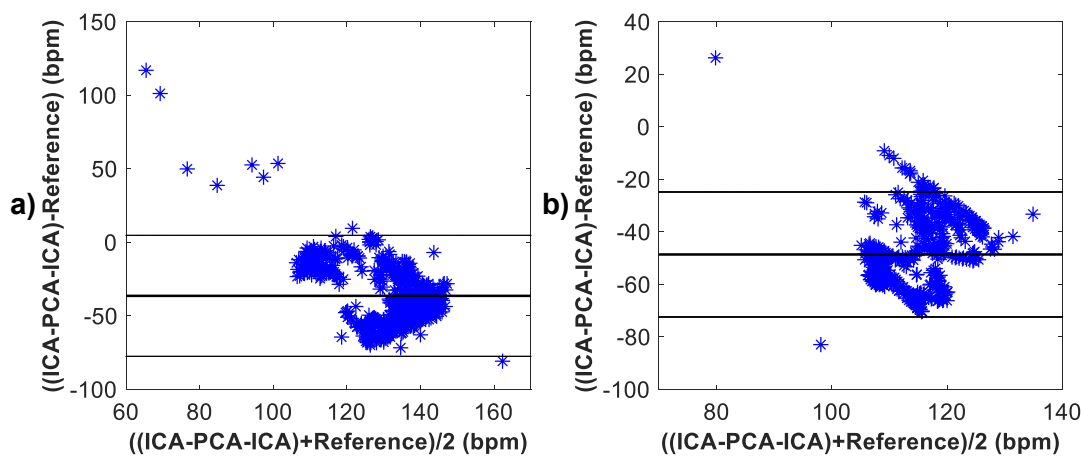 a)
((ICA-PCA-ICA)-Reference) (bpm)
150
100
50
0
-50
-100
60 80 100 120 140 160
((ICA-PCA-ICA)+Reference)/2 (bpm)
b)
((ICA-PCA-ICA)-Reference) (bpm)
40
20
0
-20
-40
-60
-80
-100
80 100 120 140
((ICA-PCA-ICA)+Reference)/2 (bpm)